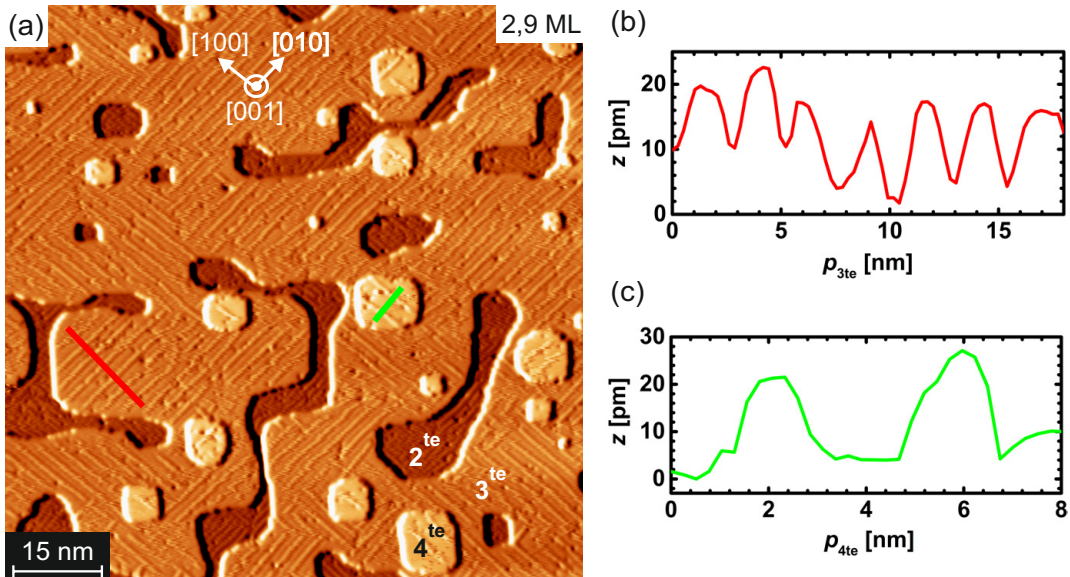 (a)
2,9 ML
[100] [010]
[001]
2te
3te
4te
15 nm
(b)
20
10
0
z [pm]
0 5 10 15
p3te [nm]
(c)
30
20
10
0
z [pm]
0 2 4 6 8
p4te [nm]